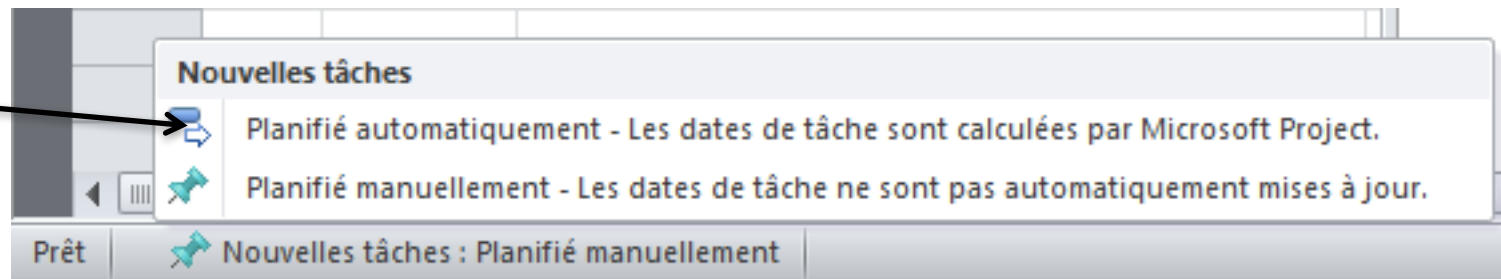 Nouvelles tâches
Planifié automatiquement - Les dates de tâche sont calculées par Microsoft Project.
Planifié manuellement - Les dates de tâche ne sont pas automatiquement mises à jour.
Prêt
Nouvelles tâches : Planifié manuellement